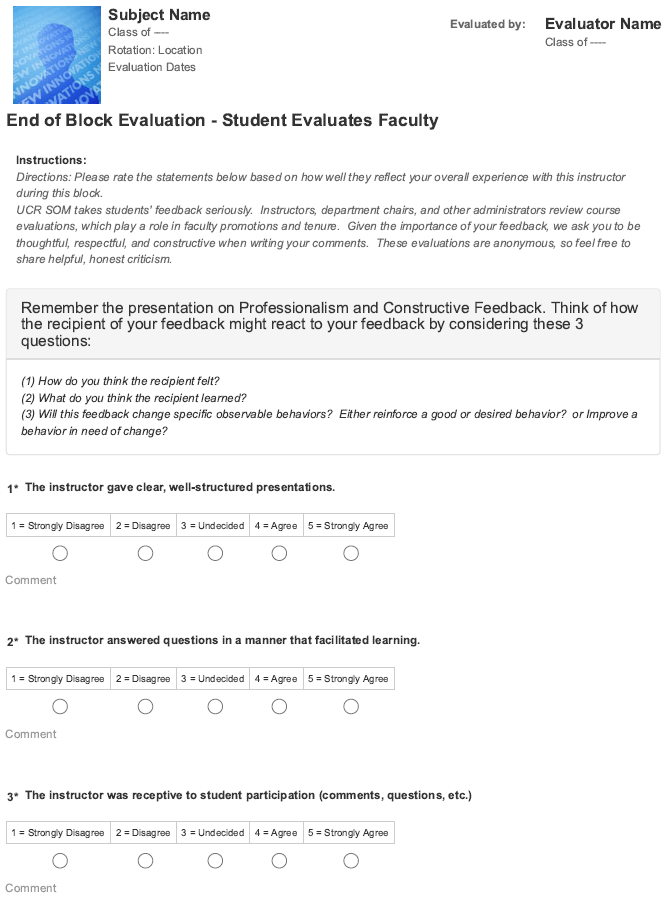 Subject Name
Class of ----
Rotation: Location
Evaluation Dates
Evaluated by:
Evaluator Name
Class of ----
NEW INNOVATIONS
End of Block Evaluation - Student Evaluates Faculty
Instructions:
Directions: Please rate the statements below based on how well they reflect your overall experience with this instructor
during this block.
UCR SOM takes students' feedback seriously.  Instructors, department chairs, and other administrators review course
evaluations, which play a role in faculty promotions and tenure.  Given the importance of your feedback, we ask you to be
thoughtful, respectful, and constructive when writing your comments.  These evaluations are anonymous, so feel free to
share helpful, honest criticism.
Remember the presentation on Professionalism and Constructive Feedback. Think of how
the recipient of your feedback might react to your feedback by considering these 3
questions:
(1) How do you think the recipient felt?
(2) What do you think the recipient learned?
(3) Will this feedback change specific observable behaviors?  Either reinforce a good or desired behavior?  or Improve a
behavior in need of change?
1* The instructor gave clear, well-structured presentations.
1 = Strongly Disagree 2 = Disagree 3 = Undecided 4 = Agree 5 = Strongly Agree
Comment
2* The instructor answered questions in a manner that facilitated learning.
1 = Strongly Disagree 2 = Disagree 3 = Undecided 4 = Agree 5 = Strongly Agree
Comment
3* The instructor was receptive to student participation (comments, questions, etc.)
1 = Strongly Disagree 2 = Disagree 3 = Undecided 4 = Agree 5 = Strongly Agree
Comment